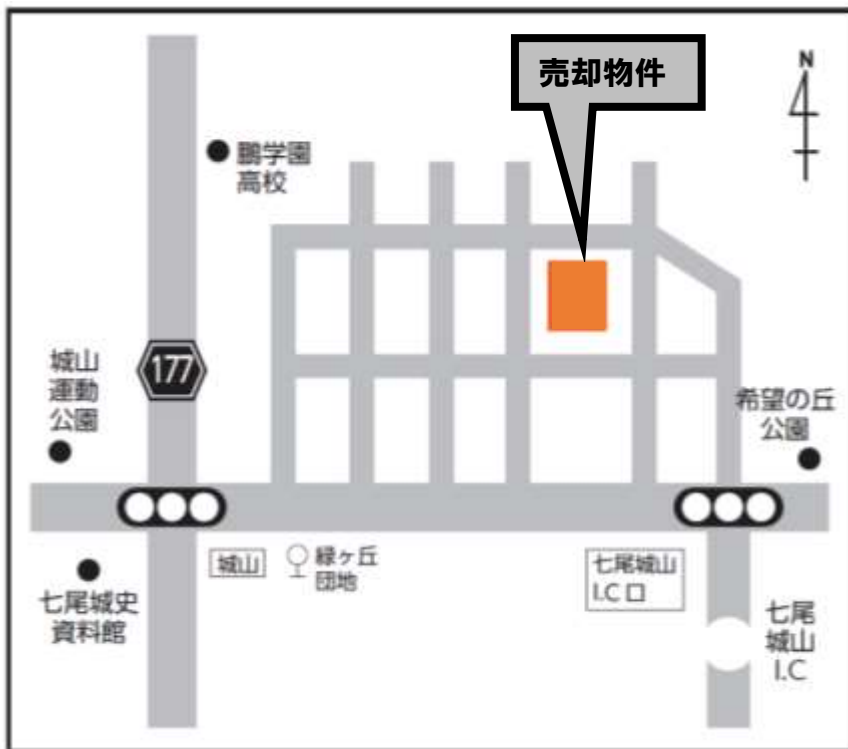 売却物件
N
鵬学園
高校
177
城山
運動
公園
希望の丘
公園
城山
緑ヶ丘
団地
七尾城山
I.C 口
七尾城史
資料館
七尾
城山
I.C